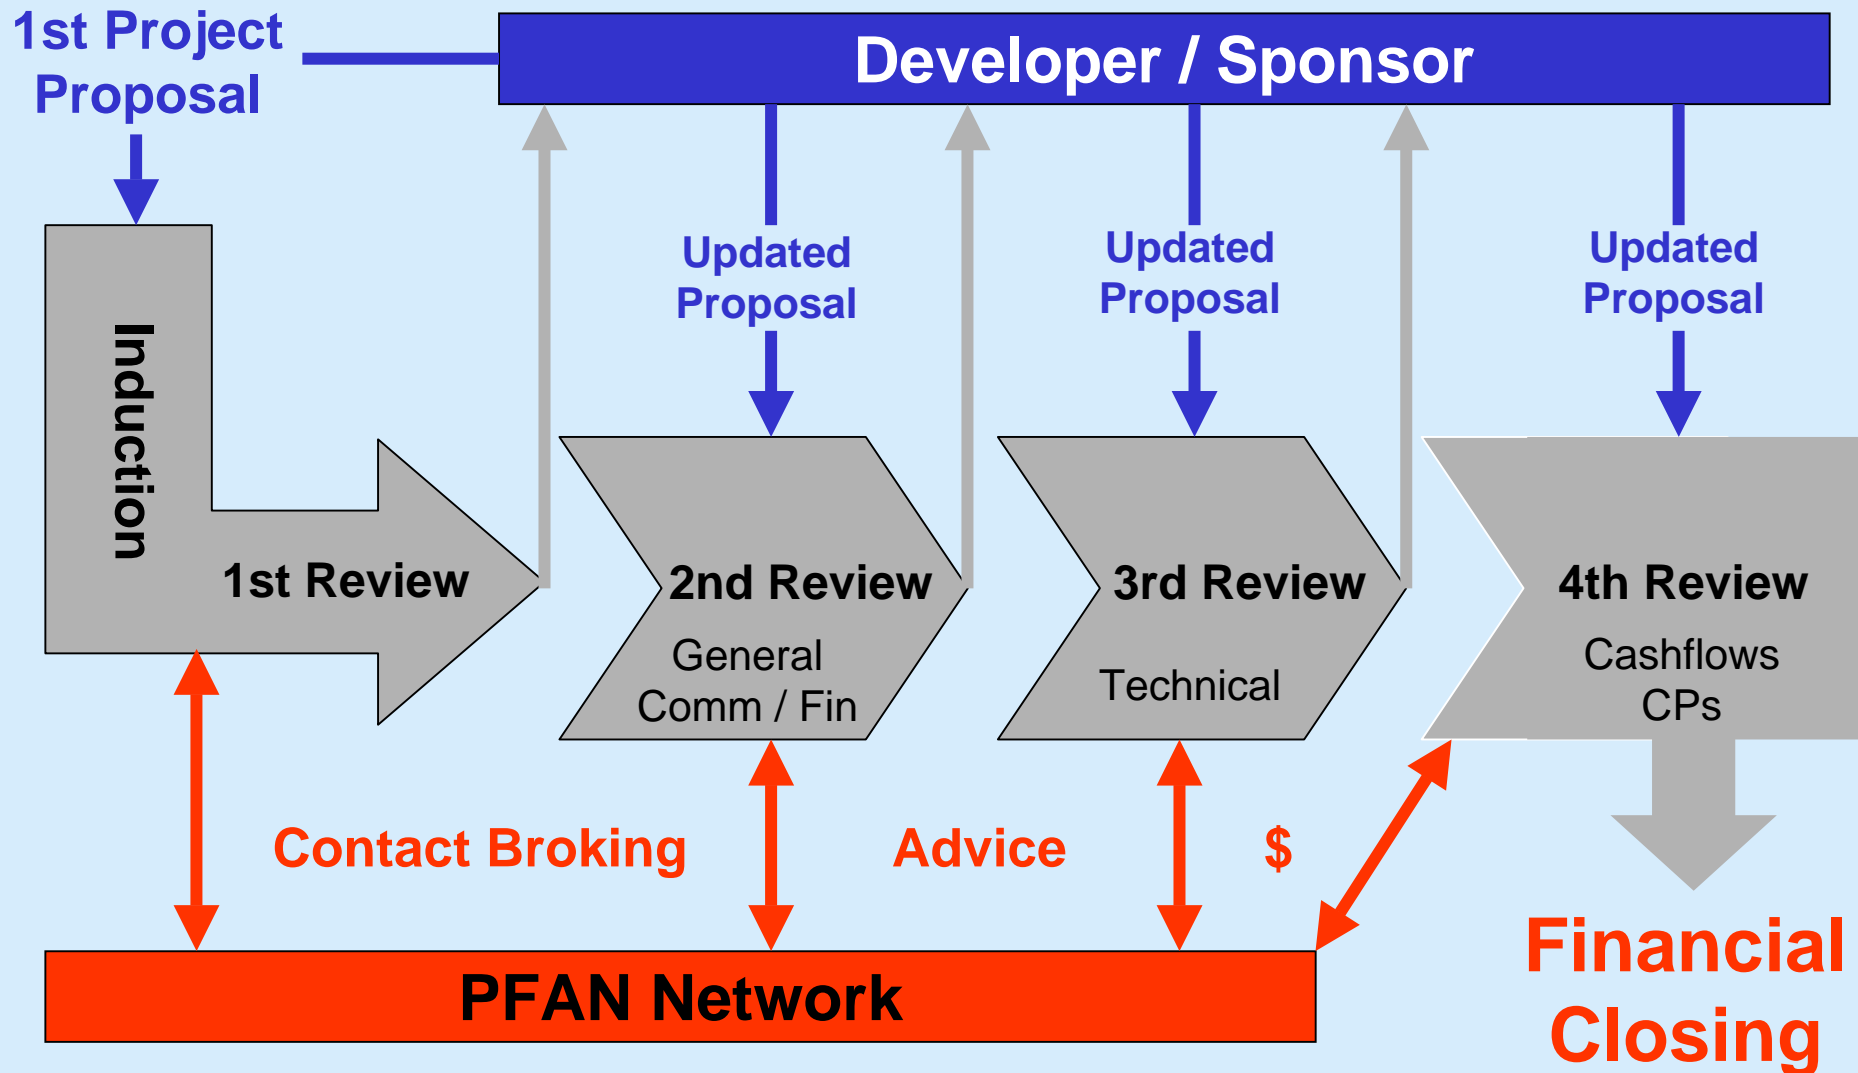 1st Project
Proposal
Developer / Sponsor
Updated
Proposal
Updated
Proposal
Updated
Proposal
Induction
1st Review
2nd Review
General
Comm / Fin
3rd Review
Technical
4th Review
Cashflows
CPs
Contact Broking
Advice
$
PFAN Network
Financial
Closing